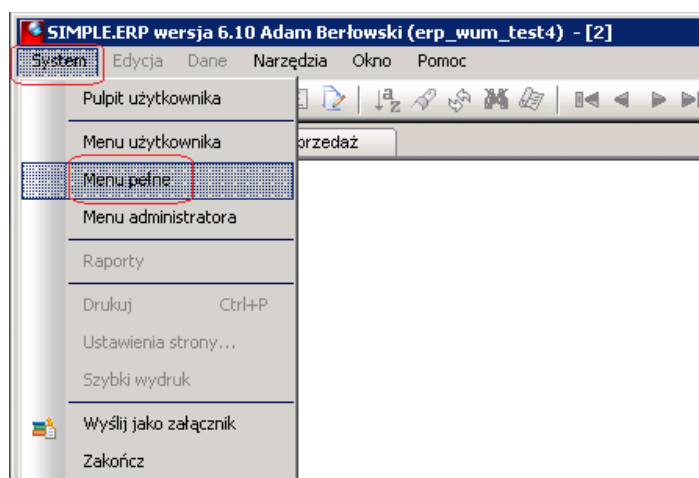 SIMPLE.ERP wersja 6.10 Adam Berłowski (erp_wum_test4) - [2]
System Edycja Dane Narzędzia Okno Pomoc
Pulpit użytkownika
Menu użytkownika
przedaż
Menu pełne
Menu administratora
Raporty
Drukuj Ctrl+P
Ustawienia strony...
Szybki wydruk
Wyślij jako załącznik
Zakończ